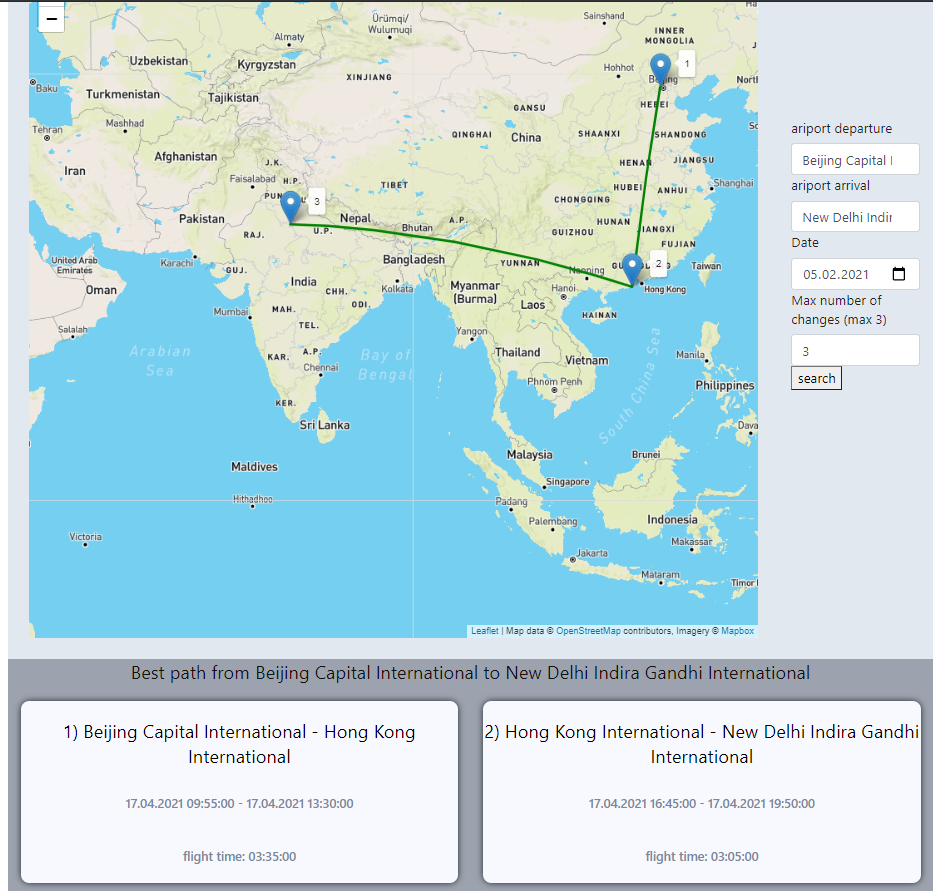 −
Sainshand
Ürümqi/
Wulumuqi
Almaty
INNER
MONGOLIA
Uzbekistan
Kyrgyzstan
Hohhot
1
XINJIANG
Baku
Turkmenistan
Tajikistan
Beijing
North
HEBEI
GANSU
Mashhad
Tehran
QINGHAI
China
SHAANXI
SHANDONG
ariport departure
Afghanistan
J.K.
HENAN
JIANGSU
Beijing Capital I
Iran
Faisalabad
H.P.
TIBET
HUBEI
ANHUI
Shanghai
ariport arrival
PUN
3
CHONGQING
Pakistan
Nepal
A.P.
HUNAN
JIANGXI
New Delhi Indir
RAJ.
U.P.
Bhutan
GUIZHOU
FUJIAN
Date
United Arab
Emirates
Karachi
GUJ.
Bangladesh
YUNNAN
Nanning
2
Taiwan
05.02.2021
Oman
India
CHH.
Kolkata
Myanmar
(Burma)
Hanoi
Hong Kong
Max number of
changes (max 3)
Mumbai
MAH.
ODI.
Laos
HAINAN
Salalah
TEL.
Yangon
3
Arabian
Sea
KAR.
A.P.
Bay of
Bengal
Thailand
Vietnam
South China Sea
Manila
search
Chennai
Phnom Penh
Philippines
KER.
Sri Lanka
Dava
Maldives
Malaysia
Brunei
Hithadhoo
Singapore
Padang
Victoria
Palembang
Indonesia
Makassar
Jakarta
Mataram
Timor
Leaflet | Map data © OpenStreetMap contributors, Imagery © Mapbox
Best path from Beijing Capital International to New Delhi Indira Gandhi International
1) Beijing Capital International - Hong Kong
International
17.04.2021 09:55:00 - 17.04.2021 13:30:00
flight time: 03:35:00
2) Hong Kong International - New Delhi Indira Gandhi
International
17.04.2021 16:45:00 - 17.04.2021 19:50:00
flight time: 03:05:00